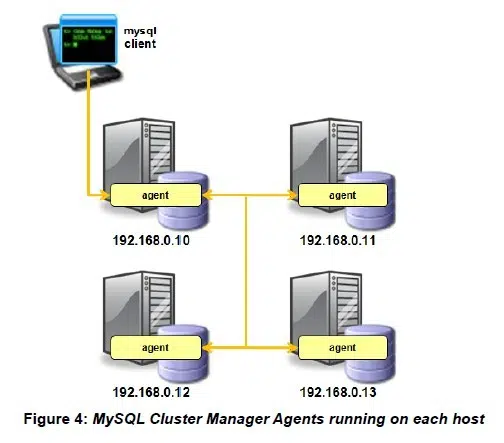 mysql
client
agent
agent
192.168.0.10
192.168.0.11
agent
agent
192.168.0.12
192.168.0.13
Figure 4: MySQL Cluster Manager Agents running on each host